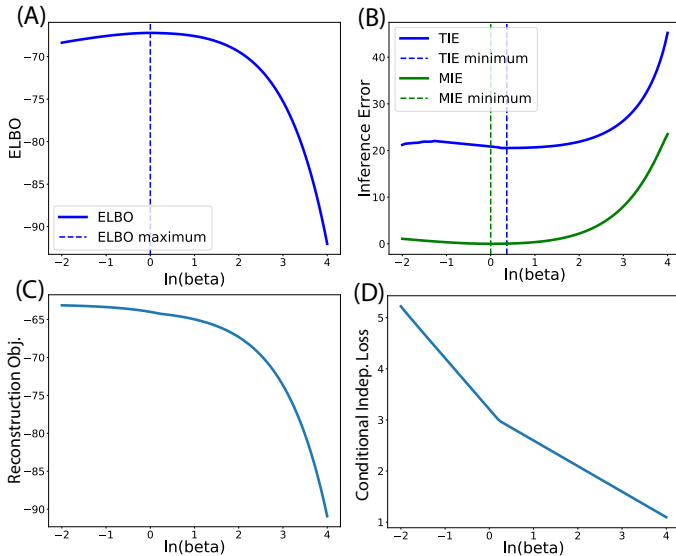 (A)
ELBO
−70
−75
−80
−85
−90
ELBO
ELBO maximum
−2
−1
0
1
2
3
4
ln(beta)
(B)
Inference Error
40
30
20
10
0
TIE
TIE minimum
MIE
MIE minimum
−2
−1
0
1
2
3
4
ln(beta)
(C)
Reconstruction Obj.
−65
−70
−75
−80
−85
−90
−2
−1
0
1
2
3
4
ln(beta)
(D)
Conditional Indep. Loss
5
4
3
2
1
−2
−1
0
1
2
3
4
ln(beta)